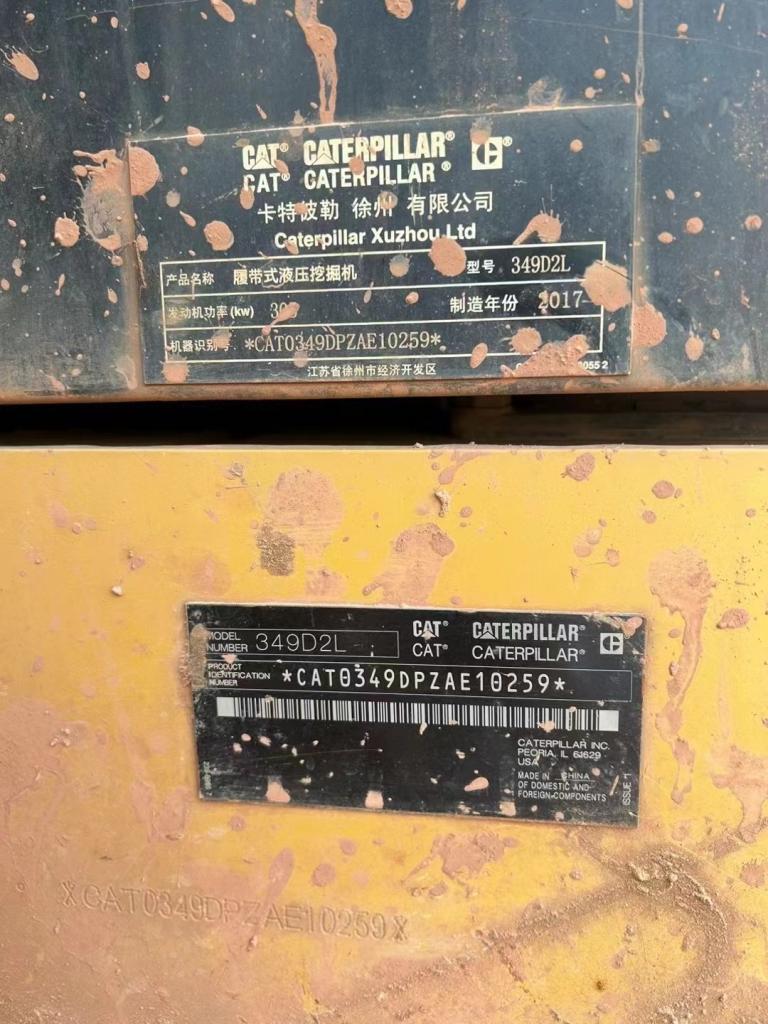 CAT® CATERPILLAR® ®
CAT® CATERPILLAR®
卡特彼勒 徐州 有限公司
Caterpillar Xuzhou Ltd
产品名称 履带式液压挖掘机 型号 349D2L
发动机功率(kw) 制造年份 2017-
机器识别号 *CAT0349DPZAE10259*
江苏省徐州市经济开发区
MODEL NUMBER 349D2L
CAT® CATERPILLAR®
CAT® CATERPILLAR®
PRODUCT IDENTIFICATION NUMBER *CAT0349DPZAE10259*
CATERPILLAR INC.
PEORIA, IL 61629
USA
MADE IN CHINA
OF DOMESTIC AND
FOREIGN COMPONENTS
ISSUE 1
*CAT0349DPZAE10259*